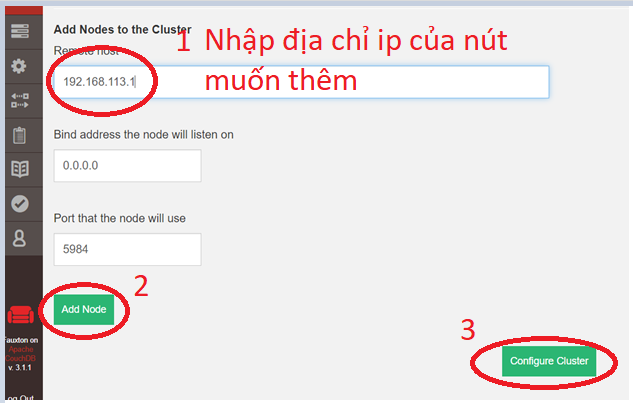 Add Nodes to the Cluster
1 Nhập địa chỉ ip của nút
muốn thêm
Remote host
192.168.113.1
Bind address the node will listen on
0.0.0.0
Port that the node will use
5984
2
Add Node
3
Configure Cluster
Fauxton on
Apache
CouchDB
v. 3.1.1
Log Out